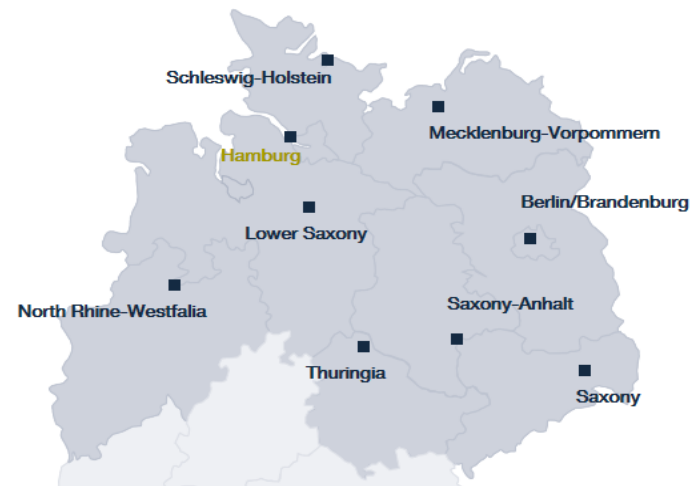 Schleswig-Holstein
Mecklenburg-Vorpommern
Hamburg
Berlin/Brandenburg
Lower Saxony
Saxony-Anhalt
North Rhine-Westfalia
Thuringia
Saxony